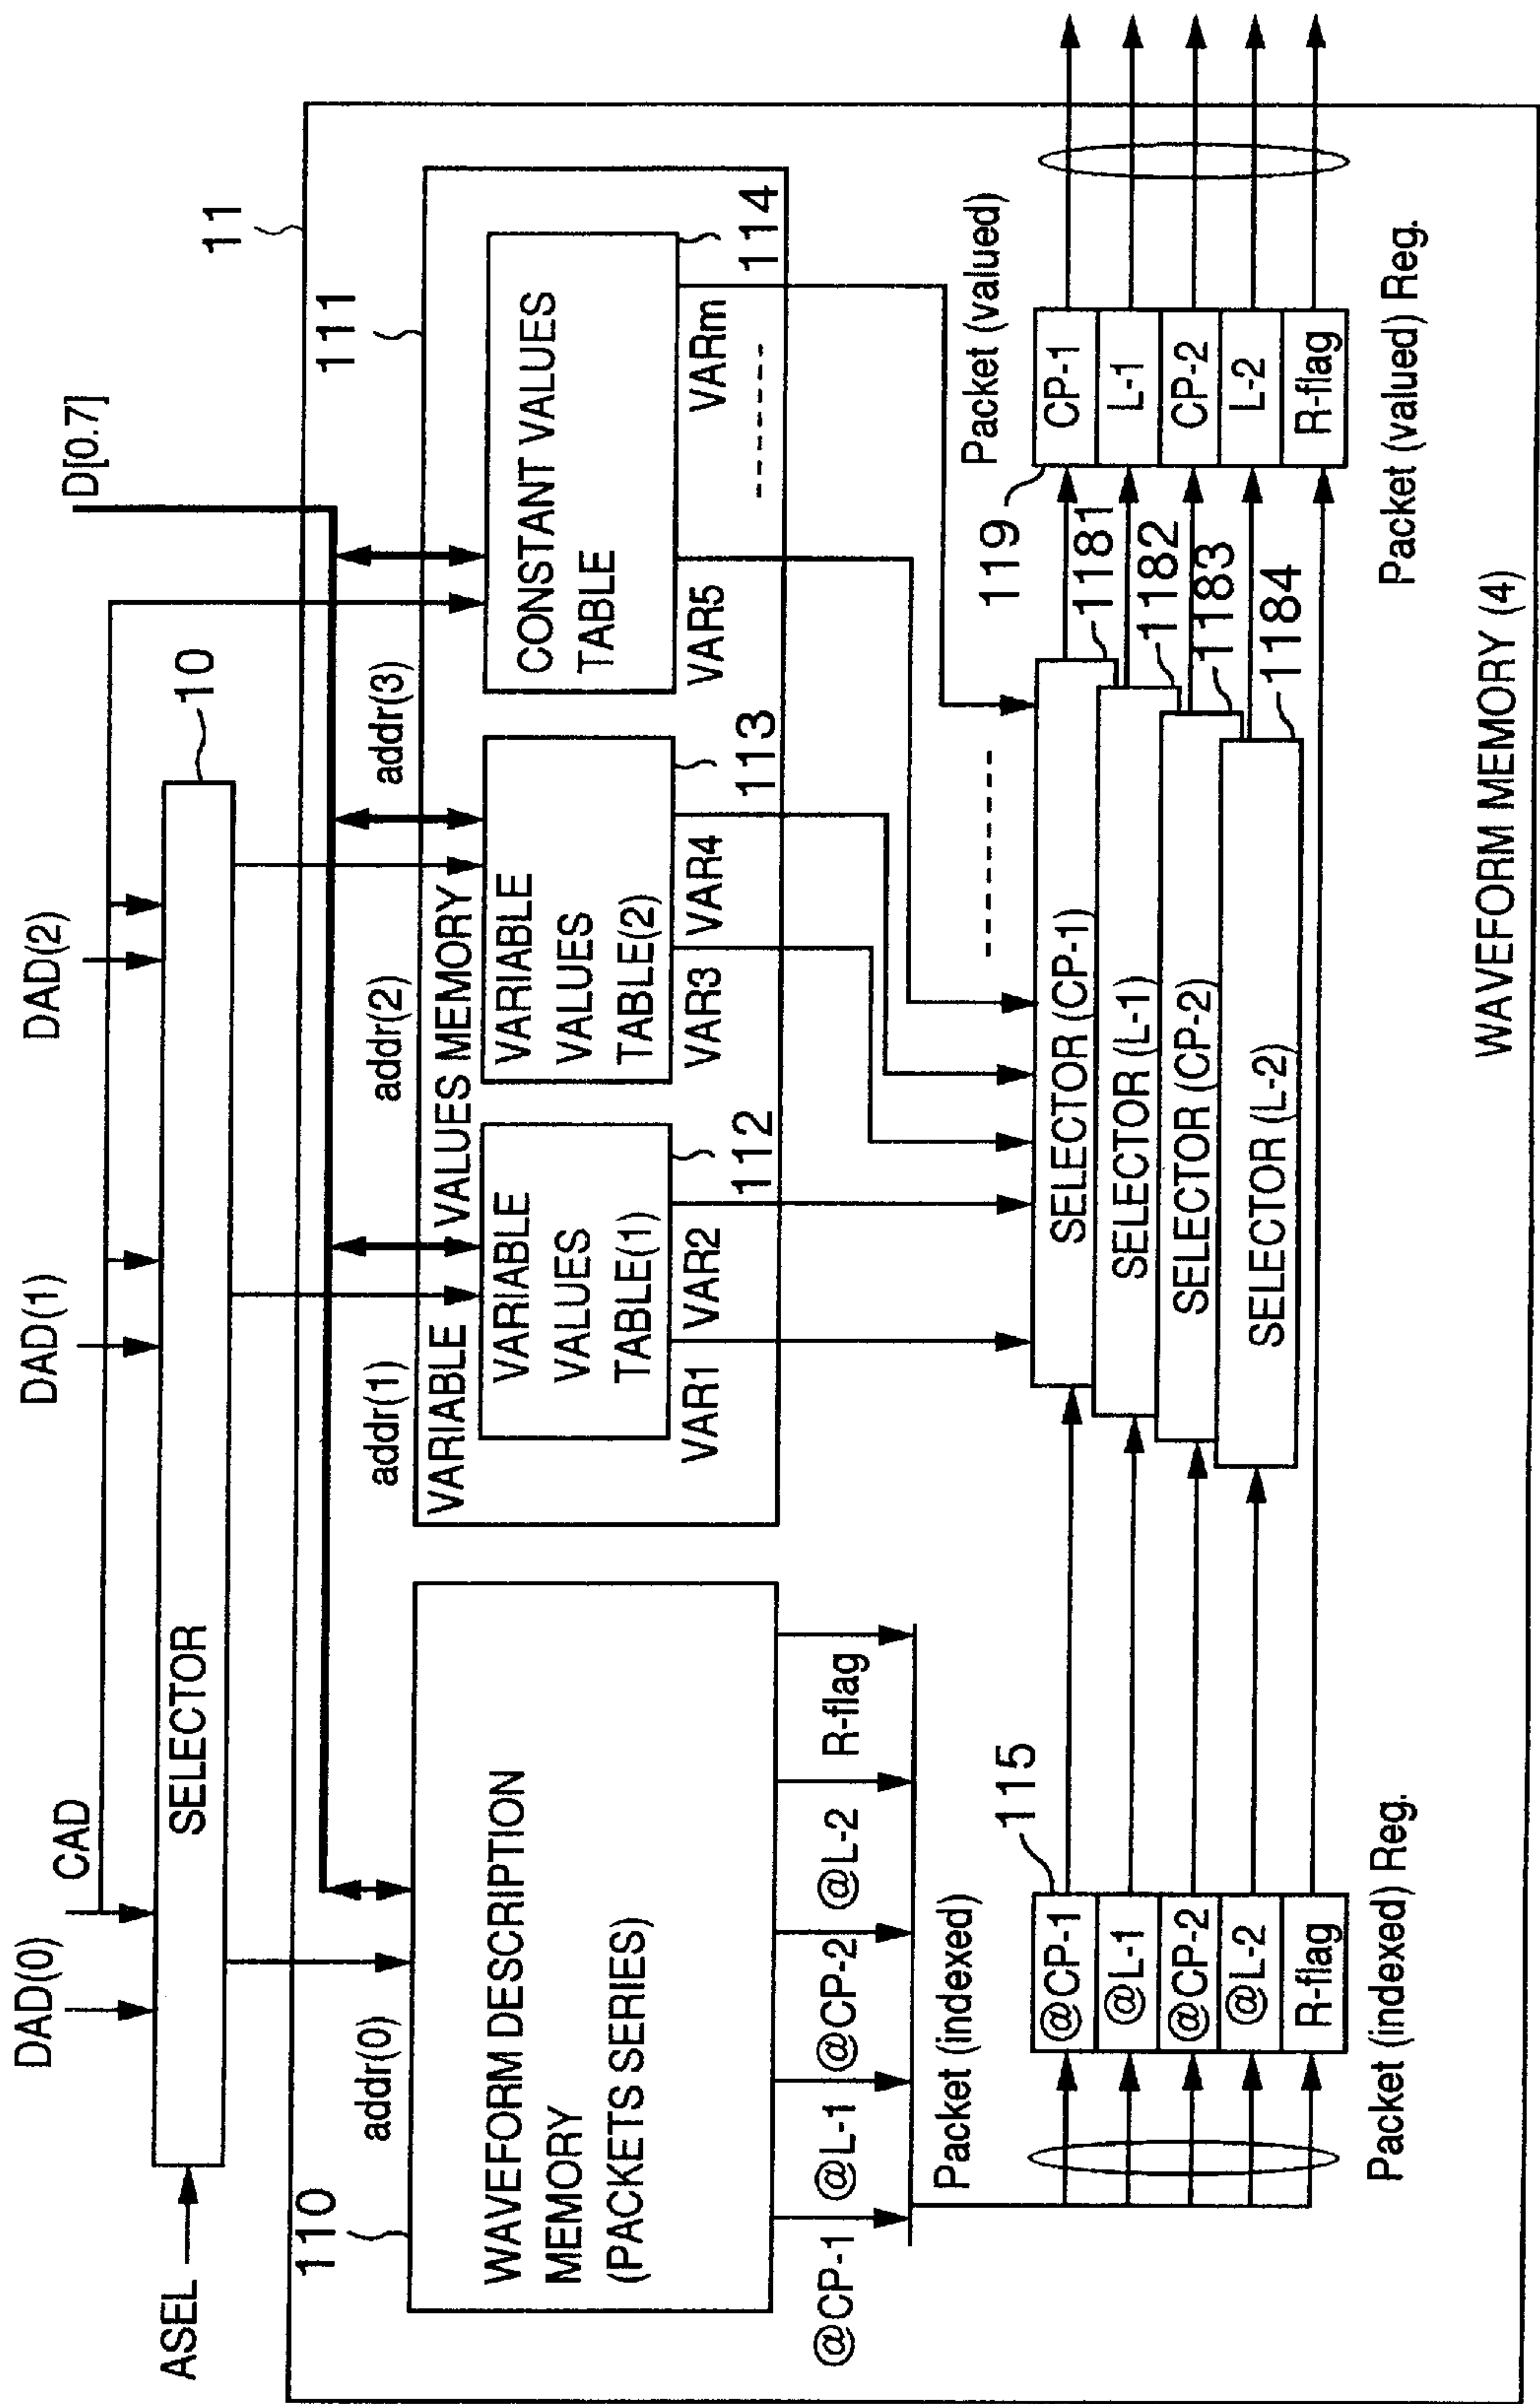 DAD(0)
CAD
DAD(1)
DAD(2)
ASEL
SELECTOR
10
D[0.7]
11
110
addr(0)
addr(1)
addr(2)
addr(3)
111
WAVEFORM DESCRIPTION
MEMORY
(PACKETS SERIES)
VARIABLE VALUES MEMORY
VARIABLE
VALUES
TABLE(1)
112
VARIABLE
VALUES
TABLE(2)
113
CONSTANT VALUES
TABLE
114
VAR1
VAR2
VAR3
VAR4
VAR5
VARm
@CP-1
@L-1
@CP-2
@L-2
R-flag
Packet (indexed)
115
@CP-1
@L-1
@CP-2
@L-2
R-flag
Packet (indexed) Reg.
SELECTOR (CP-1)
SELECTOR (L-1)
SELECTOR (CP-2)
SELECTOR (L-2)
1181
1182
1183
1184
119
Packet (valued)
CP-1
L-1
CP-2
L-2
R-flag
Packet (valued) Reg.
WAVEFORM MEMORY (4)